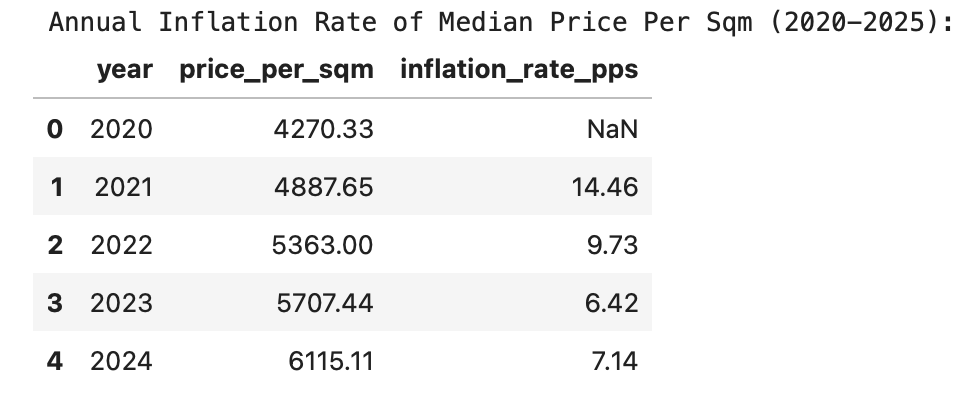 Annual Inflation Rate of Median Price Per Sqm (2020–2025):
year price_per_sqm inflation_rate_pps
0 2020 4270.33 NaN
1 2021 4887.65 14.46
2 2022 5363.00 9.73
3 2023 5707.44 6.42
4 2024 6115.11 7.14